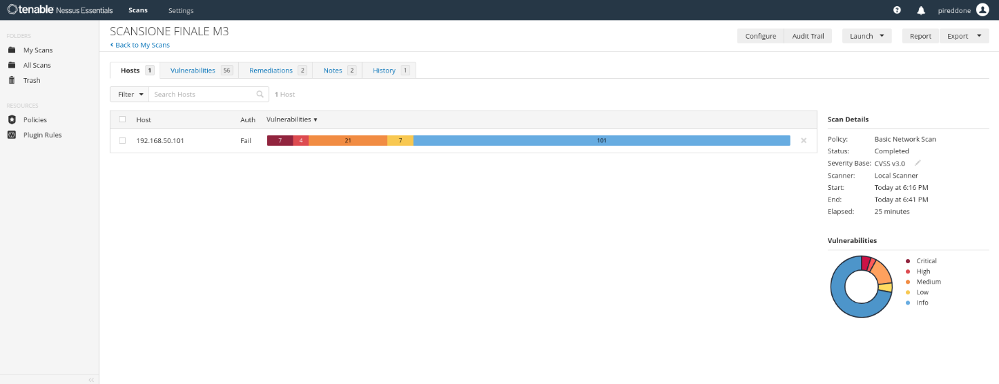 tenable Nessus Essentials Scans Settings pireddone
FOLDERS
My Scans
All Scans
Trash
RESOURCES
Policies
Plugin Rules
SCANSIONE FINALE M3
‹ Back to My Scans
Configure Audit Trail Launch Report Export
Hosts 1 Vulnerabilities 56 Remediations 2 Notes 2 History 1
Filter Search Hosts 1 Host
Host Auth Vulnerabilities
192.168.50.101 Fail 7 4 21 7 101
Scan Details
Policy: Basic Network Scan
Status: Completed
Severity Base: CVSS v3.0
Scanner: Local Scanner
Start: Today at 6:16 PM
End: Today at 6:41 PM
Elapsed: 25 minutes
Vulnerabilities
Critical
High
Medium
Low
Info